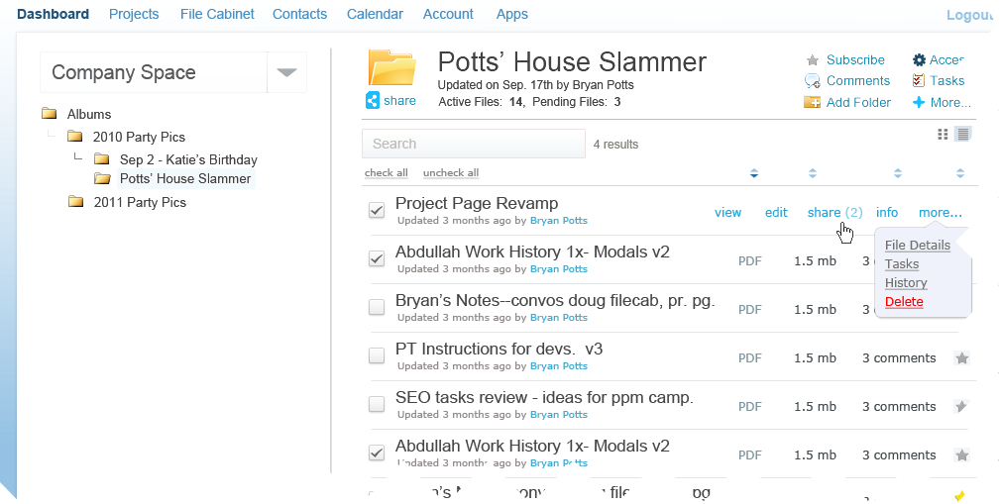 Dashboard Projects File Cabinet Contacts Calendar Account Apps Logout
Company Space
Albums
2010 Party Pics
Sep 2 - Katie's Birthday
Potts' House Slammer
2011 Party Pics
share
Potts' House Slammer
Updated on Sep. 17th by Bryan Potts
Active Files: 14, Pending Files: 3
Subscribe
Comments Tasks
Add Folder More...
Search 4 results
check all uncheck all
Project Page Revamp
Updated 3 months ago by Bryan Potts
view edit share (2) info more...
File Details
Tasks
History
Delete
Abdullah Work History 1x- Modals v2
Updated 3 months ago by Bryan Potts
PDF 1.5 mb 3
Bryan's Notes--convos doug filecab, pr. pg.
Updated 3 months ago by Bryan Potts
PDF 1.5 mb 3
PT Instructions for devs. v3
Updated 3 months ago by Bryan Potts
PDF 1.5 mb 3 comments
SEO tasks review - ideas for ppm camp.
Updated 3 months ago by Bryan Potts
PDF 1.5 mb 3 comments
Abdullah Work History 1x- Modals v2
Updated 3 months ago by Bryan Potts
PDF 1.5 mb 3 comments